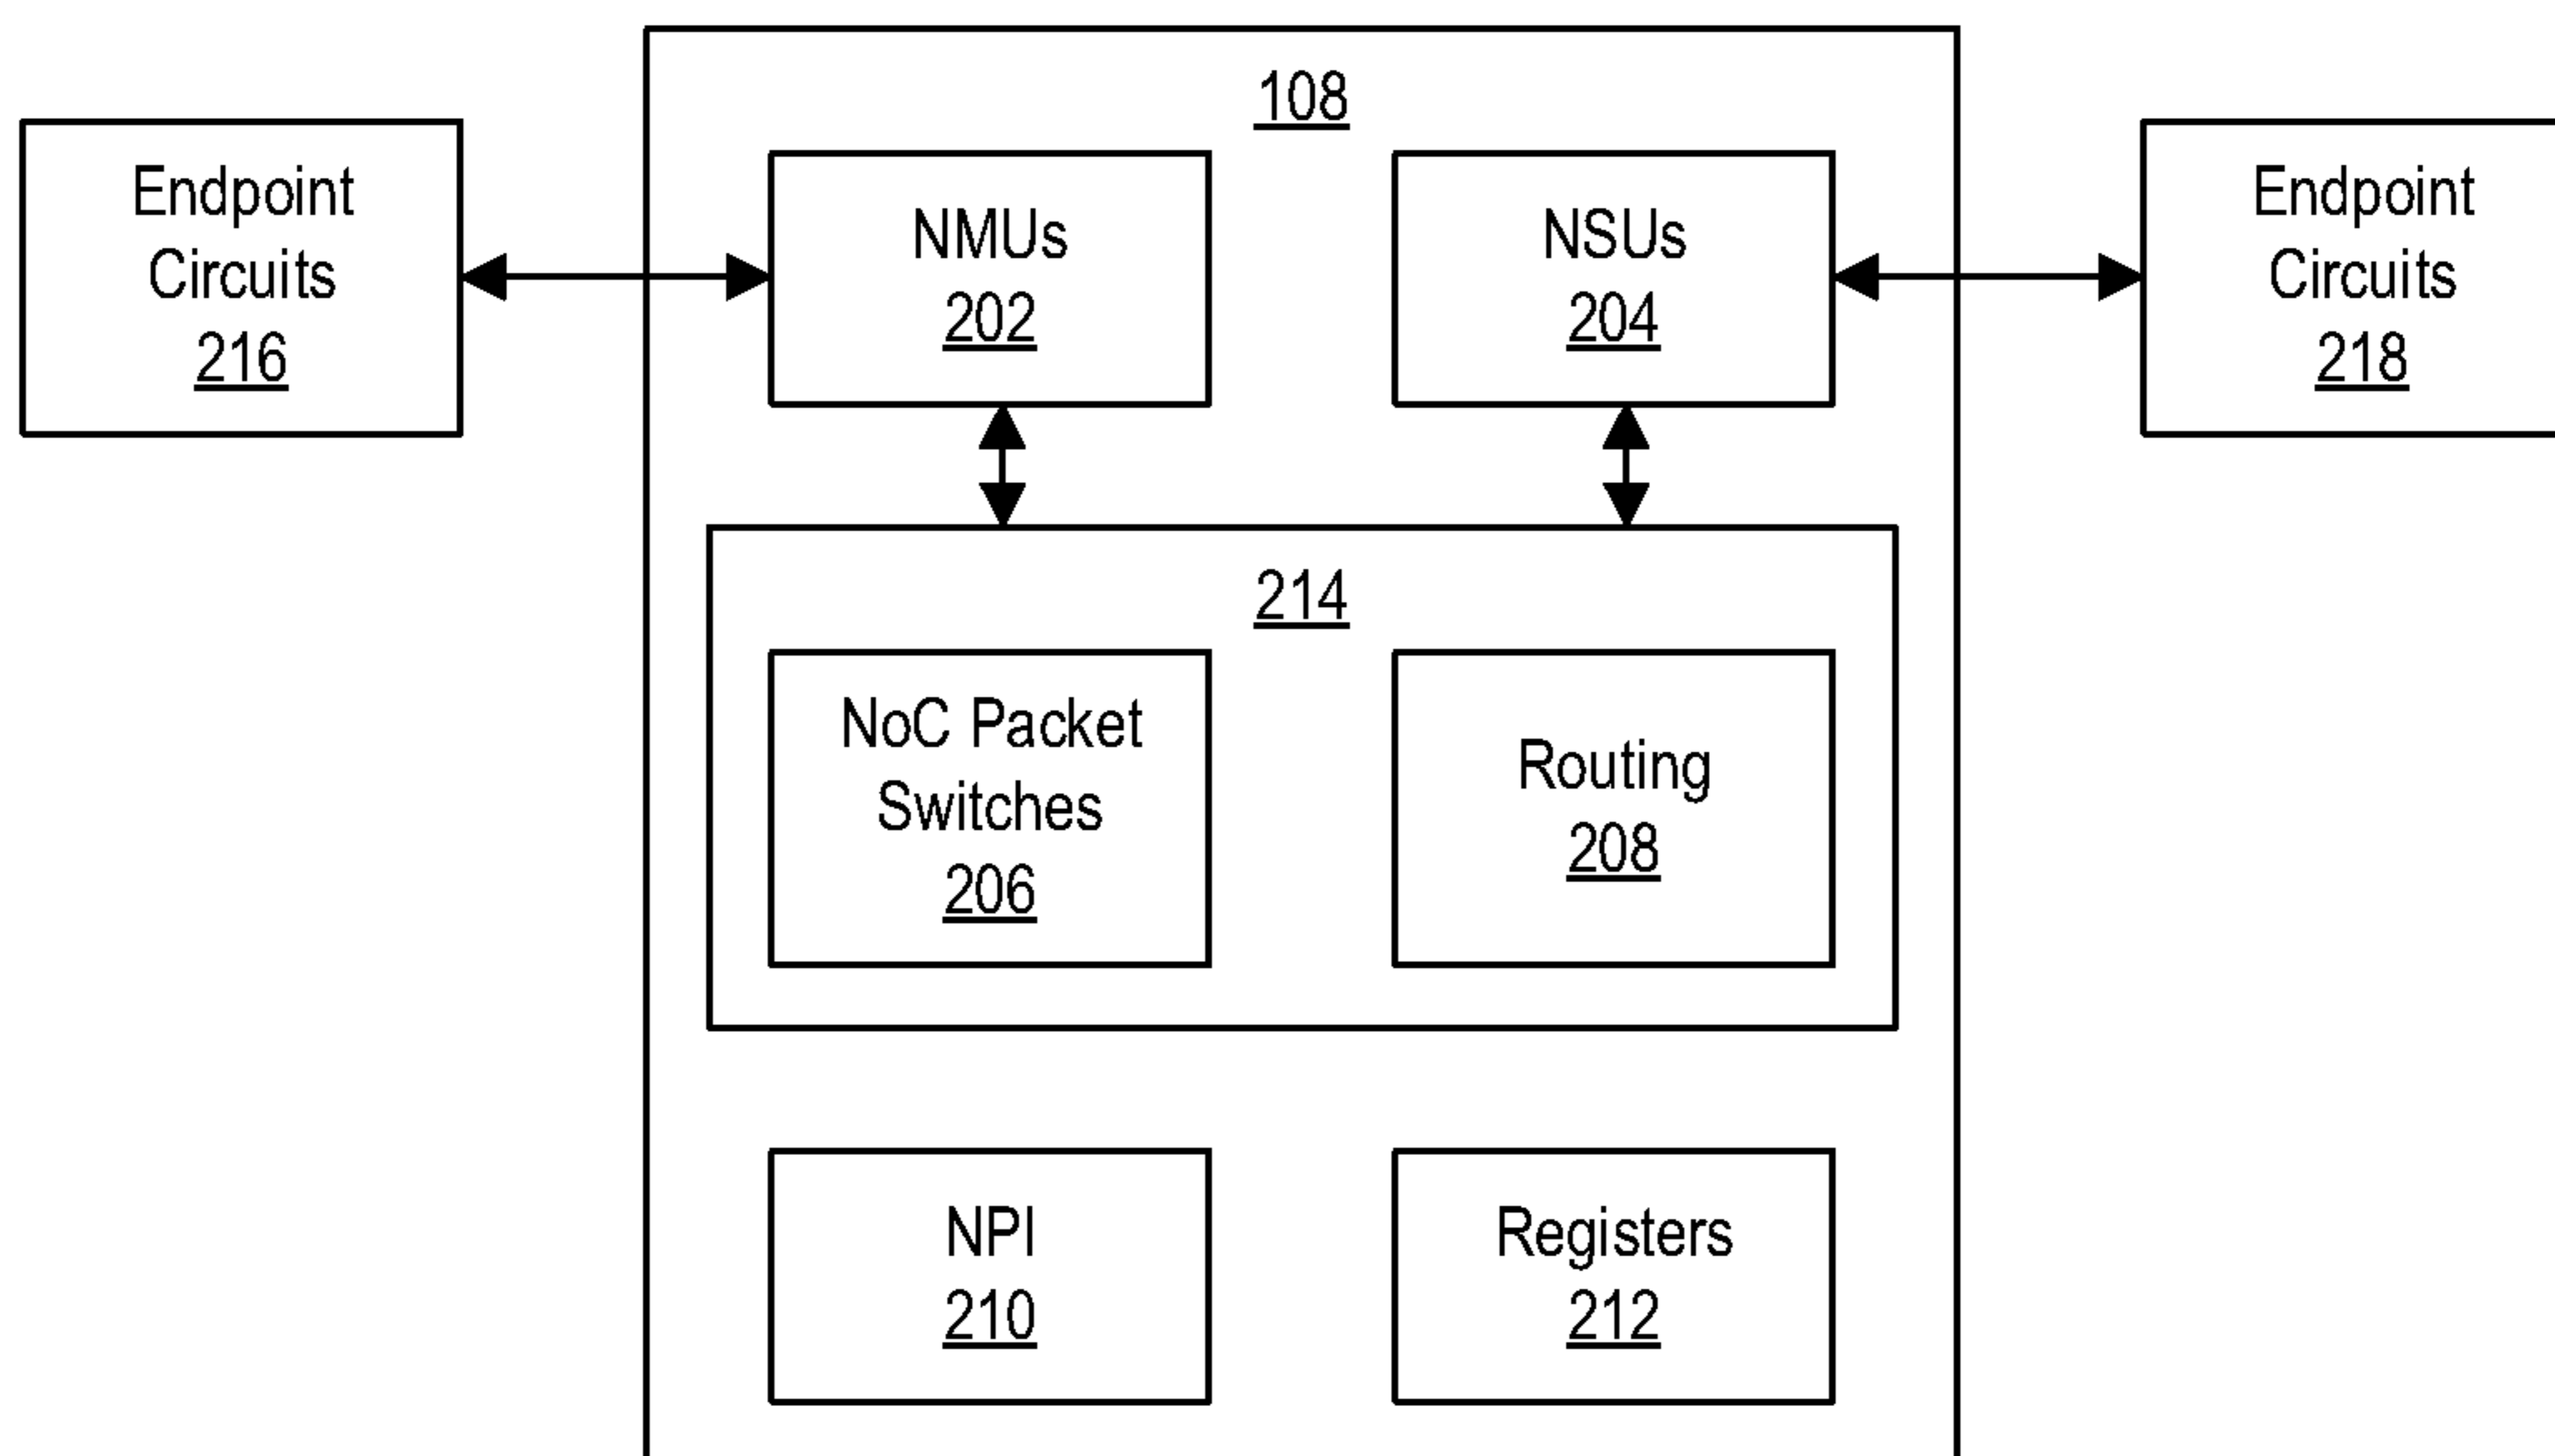 108
Endpoint
Circuits
216
NMUs
202
NSUs
204
Endpoint
Circuits
218
214
NoC Packet
Switches
206
Routing
208
NPI
210
Registers
212